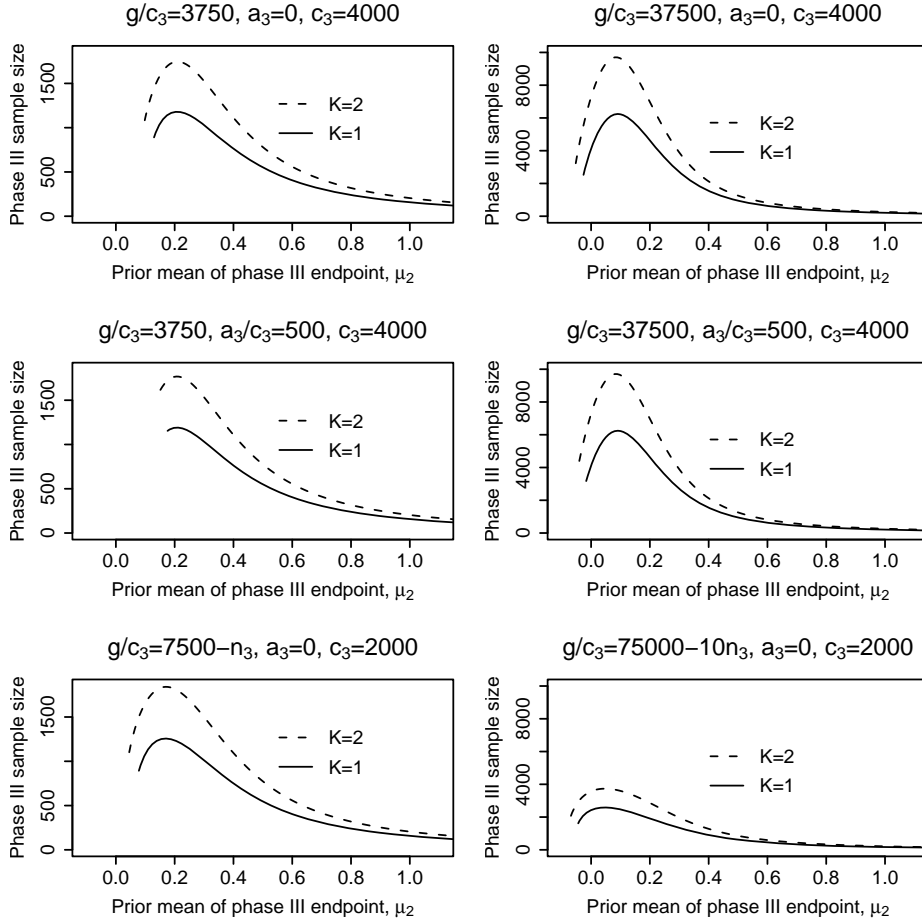 g/c₃=3750, a₃=0, c₃=4000
Phase III sample size
0
500
1500
K=2
K=1
0.0 0.2 0.4 0.6 0.8 1.0
Prior mean of phase III endpoint, μ₂
g/c₃=37500, a₃=0, c₃=4000
Phase III sample size
0
4000
8000
K=2
K=1
0.0 0.2 0.4 0.6 0.8 1.0
Prior mean of phase III endpoint, μ₂
g/c₃=3750, a₃/c₃=500, c₃=4000
Phase III sample size
0
500
1500
K=2
K=1
0.0 0.2 0.4 0.6 0.8 1.0
Prior mean of phase III endpoint, μ₂
g/c₃=37500, a₃/c₃=500, c₃=4000
Phase III sample size
0
4000
8000
K=2
K=1
0.0 0.2 0.4 0.6 0.8 1.0
Prior mean of phase III endpoint, μ₂
g/c₃=7500−n₃, a₃=0, c₃=2000
Phase III sample size
0
500
1500
K=2
K=1
0.0 0.2 0.4 0.6 0.8 1.0
Prior mean of phase III endpoint, μ₂
g/c₃=75000−10n₃, a₃=0, c₃=2000
Phase III sample size
0
4000
8000
K=2
K=1
0.0 0.2 0.4 0.6 0.8 1.0
Prior mean of phase III endpoint, μ₂